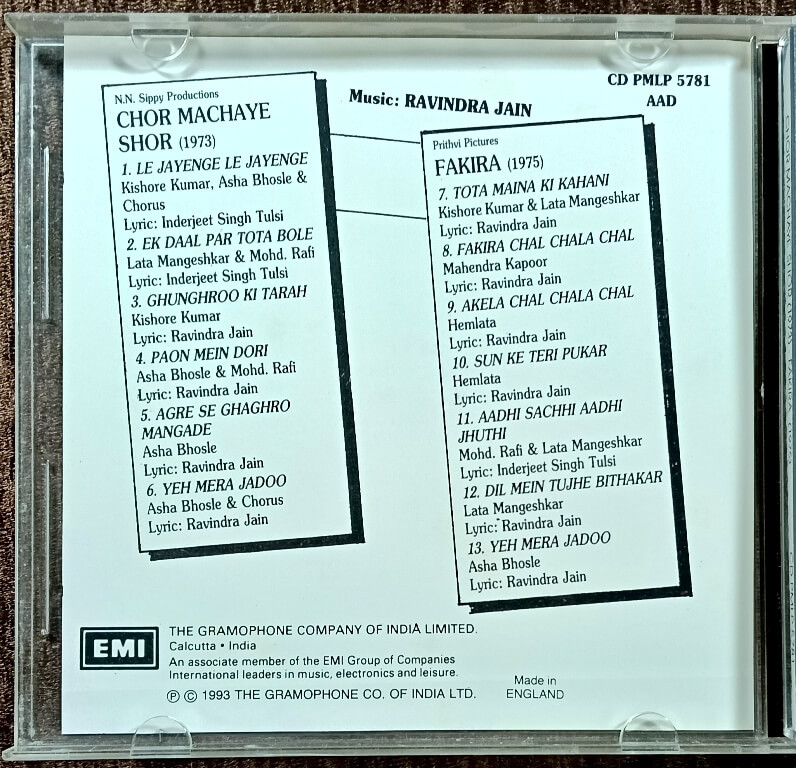 N.N. Sippy Productions
CHOR MACHAYE
SHOR (1973)
1. LE JAYENGE LE JAYENGE
Kishore Kumar, Asha Bhosle &
Chorus
Lyric: Inderjeet Singh Tulsi
2. EK DAAL PAR TOTA BOLE
Lata Mangeshkar & Mohd. Rafi
Lyric: Inderjeet Singh Tulsi
3. GHUNGHROO KI TARAH
Kishore Kumar
Lyric: Ravindra Jain
4. PAON MEIN DORI
Asha Bhosle & Mohd. Rafi
Lyric: Ravindra Jain
5. AGRE SE GHAGHRO
MANGADE
Asha Bhosle
Lyric: Ravindra Jain
6. YEH MERA JADOO
Asha Bhosle & Chorus
Lyric: Ravindra Jain
Music: RAVINDRA JAIN
CD PMLP 5781
AAD
Prithvi Pictures
FAKIRA (1975)
7. TOTA MAINA KI KAHANI
Kishore Kumar & Lata Mangeshkar
Lyric: Ravindra Jain
8. FAKIRA CHAL CHALA CHAL
Mahendra Kapoor
Lyric: Ravindra Jain
9. AKELA CHAL CHALA CHAL
Hemlata
Lyric: Ravindra Jain
10. SUN KE TERI PUKAR
Hemlata
Lyric: Ravindra Jain
11. AADHI SACHHI AADHI
JHUTHI
Mohd. Rafi & Lata Mangeshkar
Lyric: Inderjeet Singh Tulsi
12. DIL MEIN TUJHE BITHAKAR
Lata Mangeshkar
Lyric: Ravindra Jain
13. YEH MERA JADOO
Asha Bhosle
Lyric: Ravindra Jain
EMI
THE GRAMOPHONE COMPANY OF INDIA LIMITED.
Calcutta • India
An associate member of the EMI Group of Companies
International leaders in music, electronics and leisure.
℗ © 1993 THE GRAMOPHONE CO. OF INDIA LTD.
Made in
ENGLAND